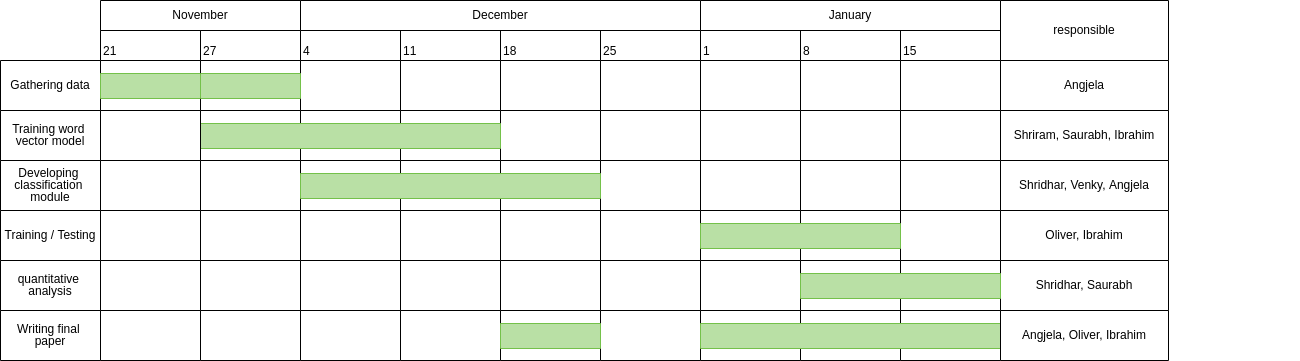 November
December
January
responsible
21
27
4
11
18
25
1
8
15
Gathering data
Angjela
Training word
vector model
Shriram, Saurabh, Ibrahim
Developing
classification
module
Shridhar, Venky, Angjela
Training / Testing
Oliver, Ibrahim
quantitative
analysis
Shridhar, Saurabh
Writing final
paper
Angjela, Oliver, Ibrahim